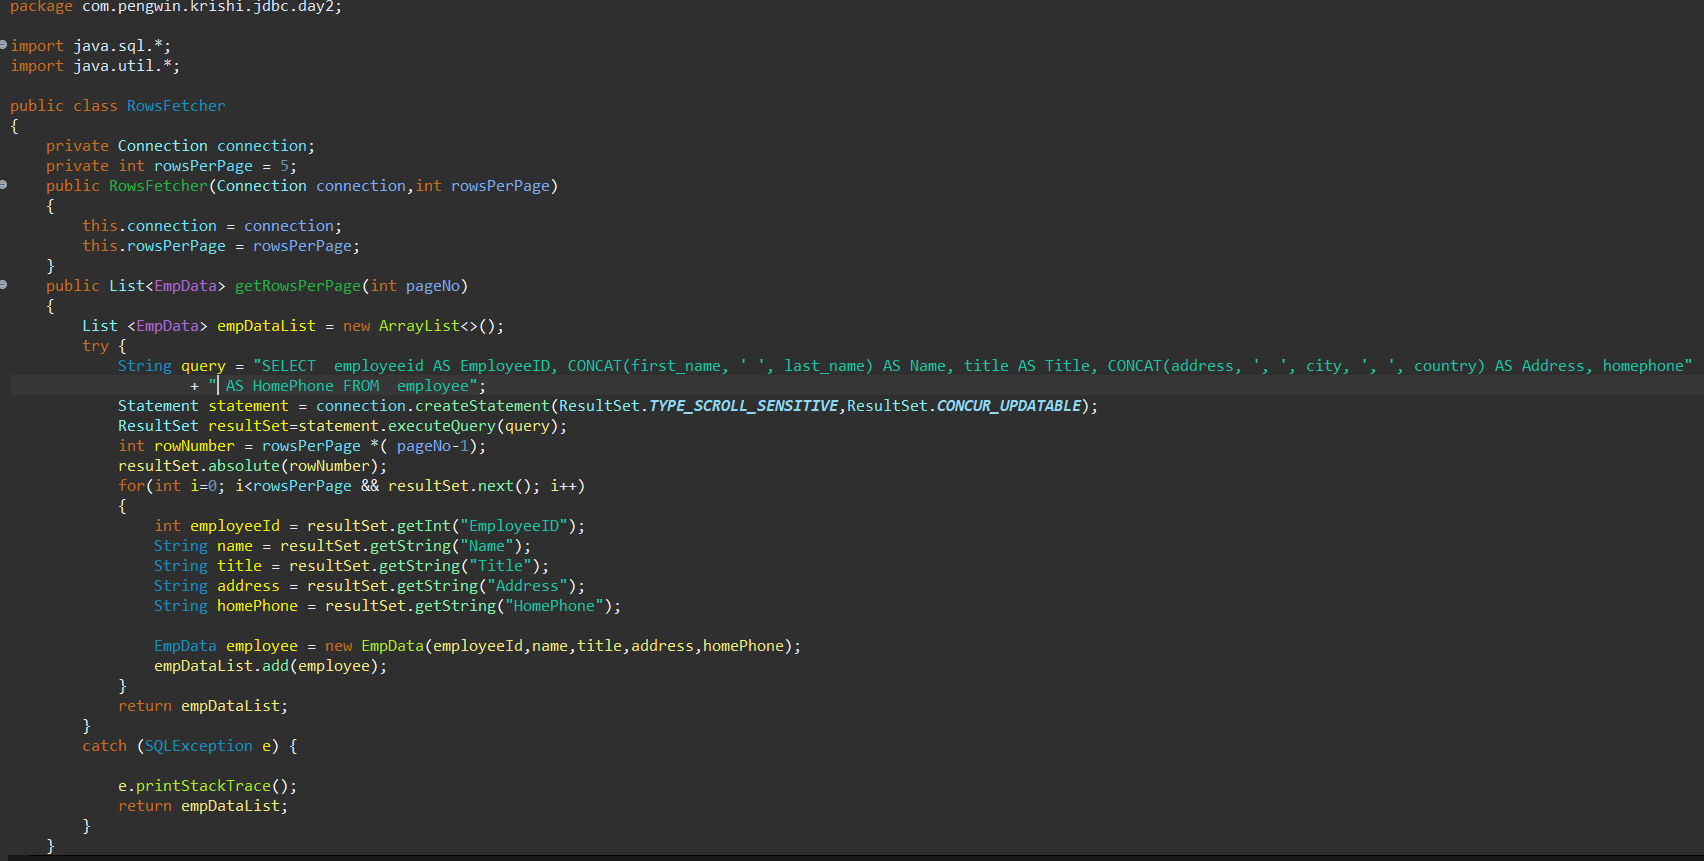 package com.pengwin.krishi.jdbc.day2;
import java.sql.*;
import java.util.*;
public class RowsFetcher
{
    private Connection connection;
    private int rowsPerPage = 5;
    public RowsFetcher(Connection connection,int rowsPerPage)
    {
        this.connection = connection;
        this.rowsPerPage = rowsPerPage;
    }
    public List<EmpData> getRowsPerPage(int pageNo)
    {
        List <EmpData> empDataList = new ArrayList<>();
        try {
            String query = "SELECT  employeeid AS EmployeeID, CONCAT(first_name, ' ', last_name) AS Name, title AS Title, CONCAT(address, ', ', city, ', ', country) AS Address, homephone"
                    + " AS HomePhone FROM  employee";
            Statement statement = connection.createStatement(ResultSet.TYPE_SCROLL_SENSITIVE,ResultSet.CONCUR_UPDATABLE);
            ResultSet resultSet=statement.executeQuery(query);
            int rowNumber = rowsPerPage *( pageNo-1);
            resultSet.absolute(rowNumber);
            for(int i=0; i<rowsPerPage && resultSet.next(); i++)
            {
                int employeeId = resultSet.getInt("EmployeeID");
                String name = resultSet.getString("Name");
                String title = resultSet.getString("Title");
                String address = resultSet.getString("Address");
                String homePhone = resultSet.getString("HomePhone");
                EmpData employee = new EmpData(employeeId,name,title,address,homePhone);
                empDataList.add(employee);
            }
            return empDataList;
        }
        catch (SQLException e) {
            e.printStackTrace();
            return empDataList;
        }
    }